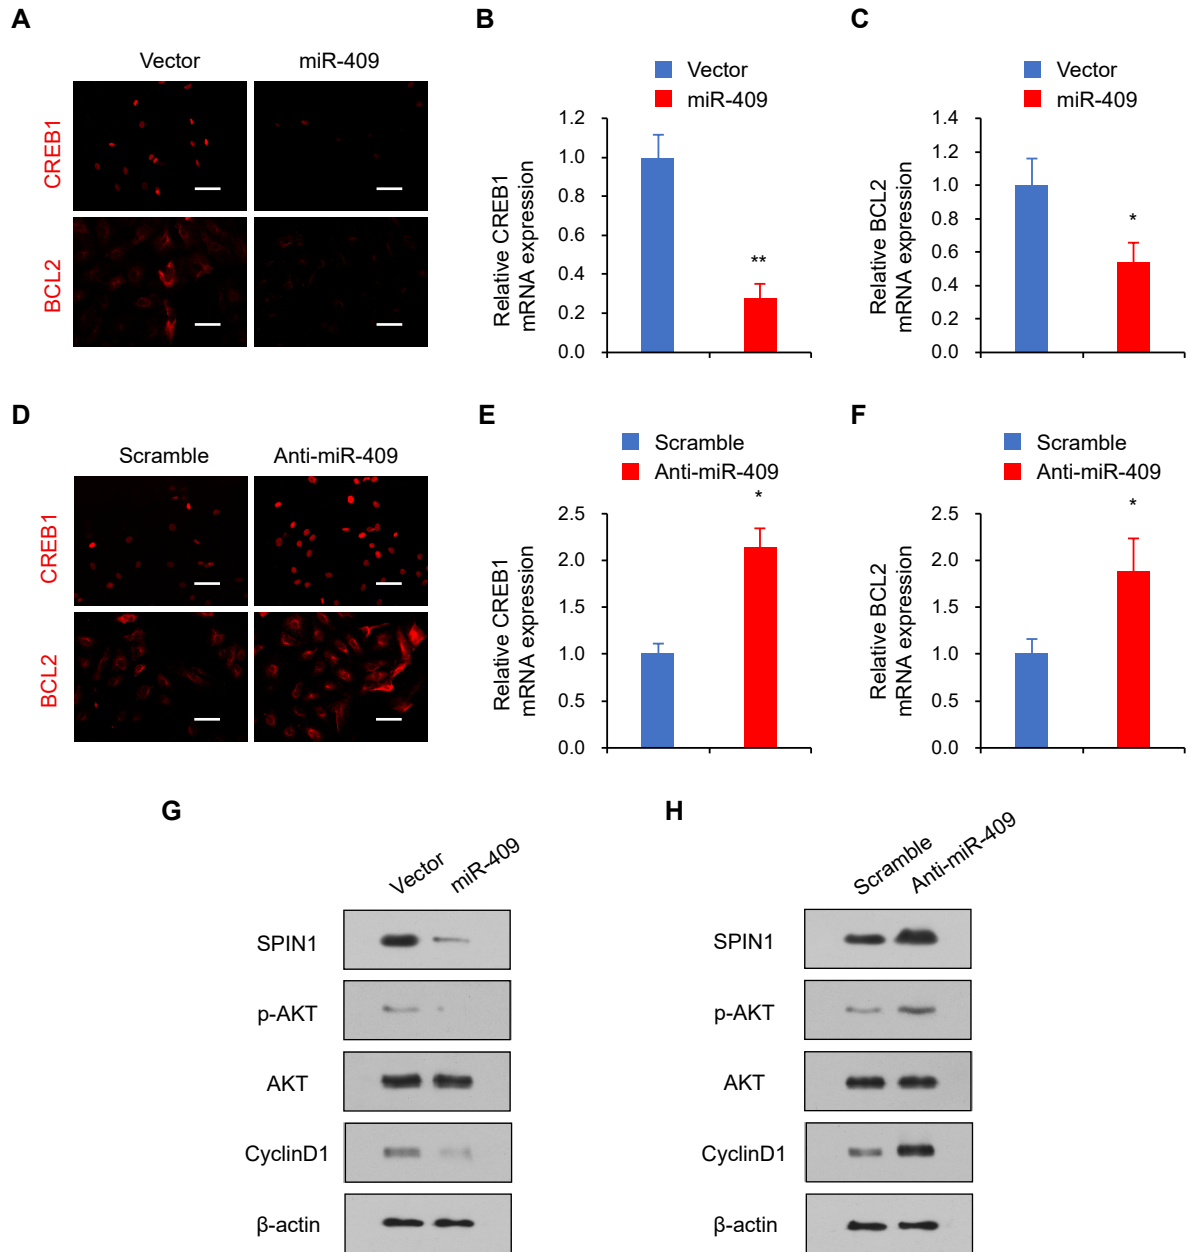 A
Vector
miR-409
CREB1
BCL2
B
Vector
miR-409
Relative CREB1
mRNA expression
1.2
1.0
0.8
0.6
0.4
0.2
0.0
**
C
Vector
miR-409
Relative BCL2
mRNA expression
1.4
1.2
1.0
0.8
0.6
0.4
0.2
0.0
*
D
Scramble
Anti-miR-409
CREB1
BCL2
E
Scramble
Anti-miR-409
Relative CREB1
mRNA expression
2.5
2.0
1.5
1.0
0.5
0.0
*
F
Scramble
Anti-miR-409
Relative BCL2
mRNA expression
2.5
2.0
1.5
1.0
0.5
0.0
*
G
Vector
miR-409
SPIN1
p-AKT
AKT
CyclinD1
β-actin
H
Scramble
Anti-miR-409
SPIN1
p-AKT
AKT
CyclinD1
β-actin